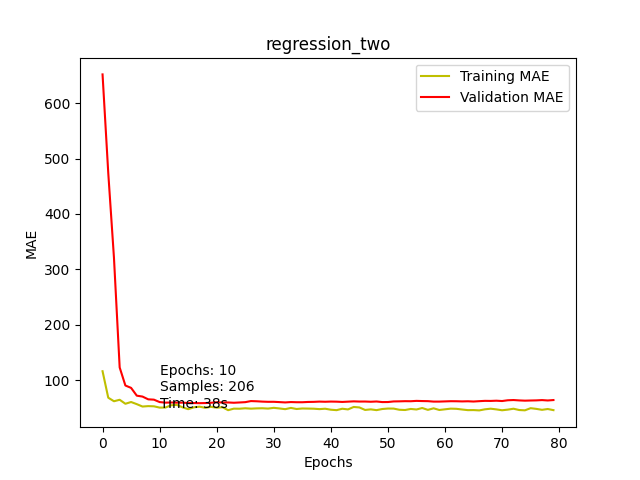 regression_two
Training MAE
Validation MAE
600
500
400
300
200
100
MAE
Epochs: 10
Samples: 206
Time: 38s
0 10 20 30 40 50 60 70 80
Epochs